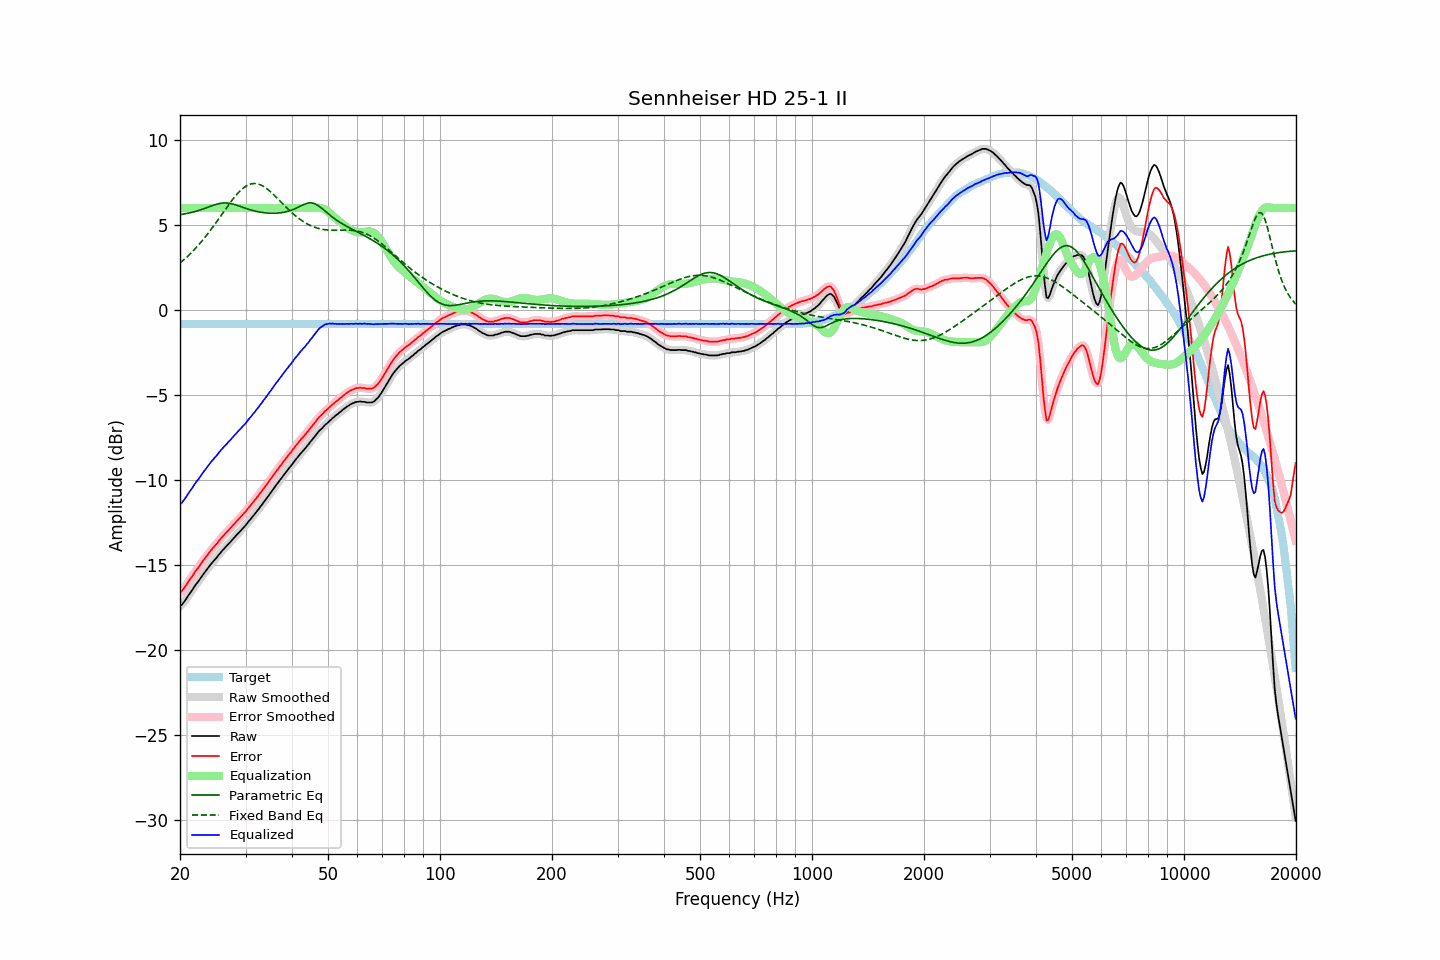 Sennheiser HD 25-1 II
10
5
0
−5
−10
−15
−20
−25
−30
Amplitude (dBr)
Target
Raw Smoothed
Error Smoothed
Raw
Error
Equalization
Parametric Eq
Fixed Band Eq
Equalized
20 50 100 200 500 1000 2000 5000 10000 20000
Frequency (Hz)